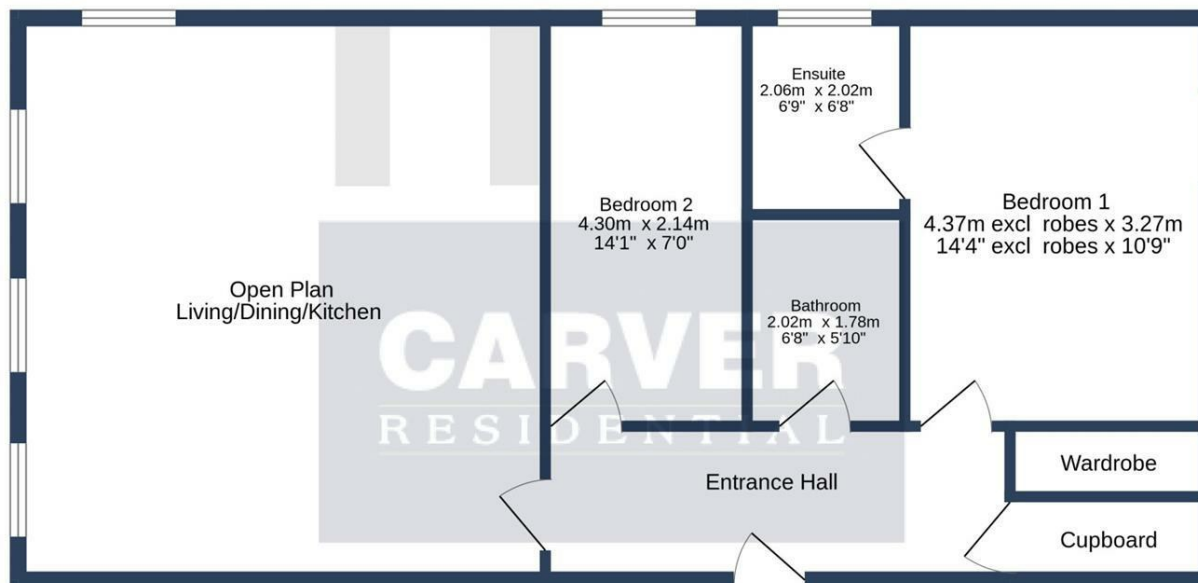 Ensuite
2.06m x 2.02m
6'9" x 6'8"
Bedroom 2
4.30m x 2.14m
14'1" x 7'0"
Bedroom 1
4.37m excl robes x 3.27m
14'4" excl robes x 10'9"
Open Plan
Living/Dining/Kitchen
Bathroom
2.02m x 1.78m
6'8" x 5'10"
CARVER
RESIDENTIAL
Entrance Hall
Wardrobe
Cupboard